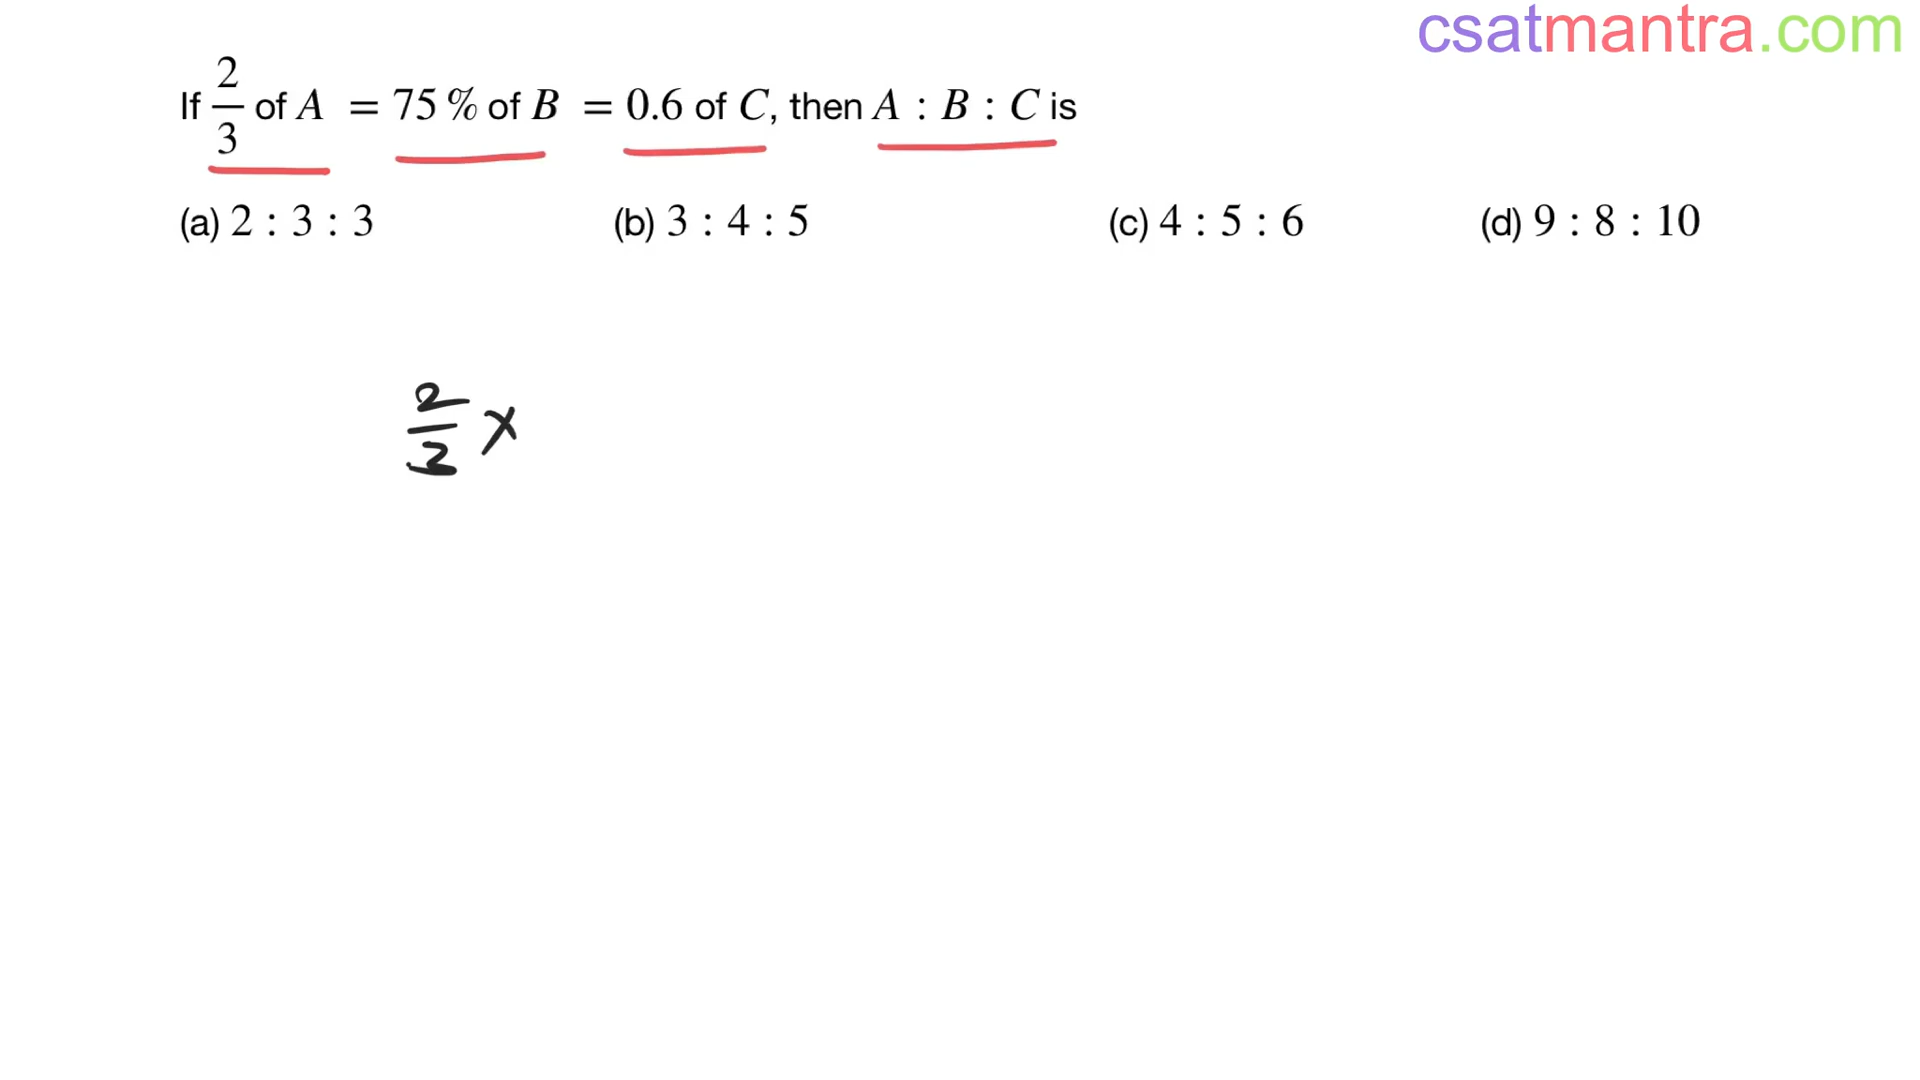 csatmantra.com
If 2/3 of A = 75 % of B = 0.6 of C, then A : B : C is
(a) 2 : 3 : 3 (b) 3 : 4 : 5 (c) 4 : 5 : 6 (d) 9 : 8 : 10
2/3 ×